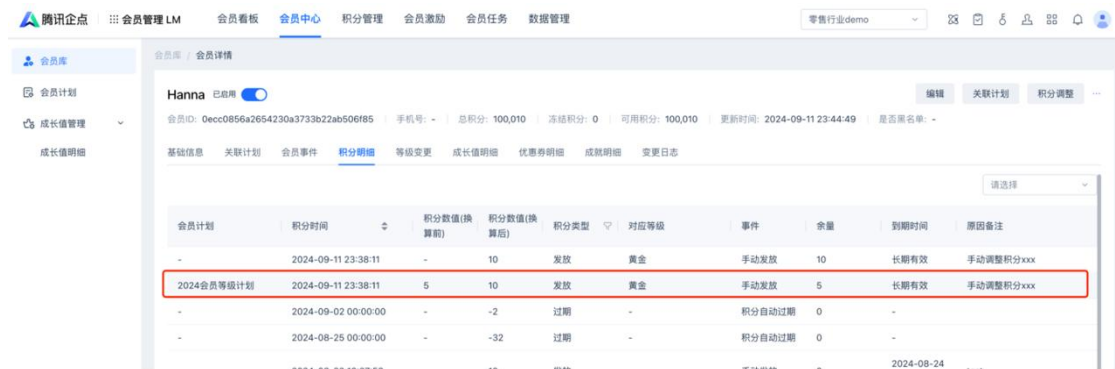 腾讯企点 会员管理 LM 会员看板 会员中心 积分管理 会员激励 会员任务 数据管理 零售行业demo
会员库
会员计划
成长值管理
成长值明细
会员库 / 会员详情
Hanna 已启用 编辑 关联计划 积分调整 ...
会员ID: 0ecc0856a2654230a3733b22ab506f85 手机号: - 总积分: 100,010 冻结积分: 0 可用积分: 100,010 更新时间: 2024-09-11 23:44:49 是否黑名单: -
基础信息 关联计划 会员事件 积分明细 等级变更 成长值明细 优惠券明细 成就明细 变更日志
请选择
会员计划 积分时间 积分数值(换算前) 积分数值(换算后) 积分类型 对应等级 事件 余量 到期时间 原因备注
- 2024-09-11 23:38:11 - 10 发放 黄金 手动发放 10 长期有效 手动调整积分xxx
2024会员等级计划 2024-09-11 23:38:11 5 10 发放 黄金 手动发放 5 长期有效 手动调整积分xxx
- 2024-09-02 00:00:00 - -2 过期 - 积分自动过期 0 -
- 2024-08-25 00:00:00 - -32 过期 - 积分自动过期 0 -
2024-08-24